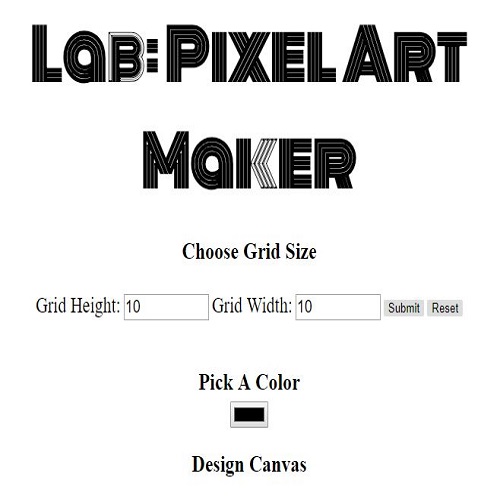 Lab: Pixel Art
Maker
Choose Grid Size
Grid Height: 10 Grid Width: 10 Submit Reset
Pick A Color
Design Canvas